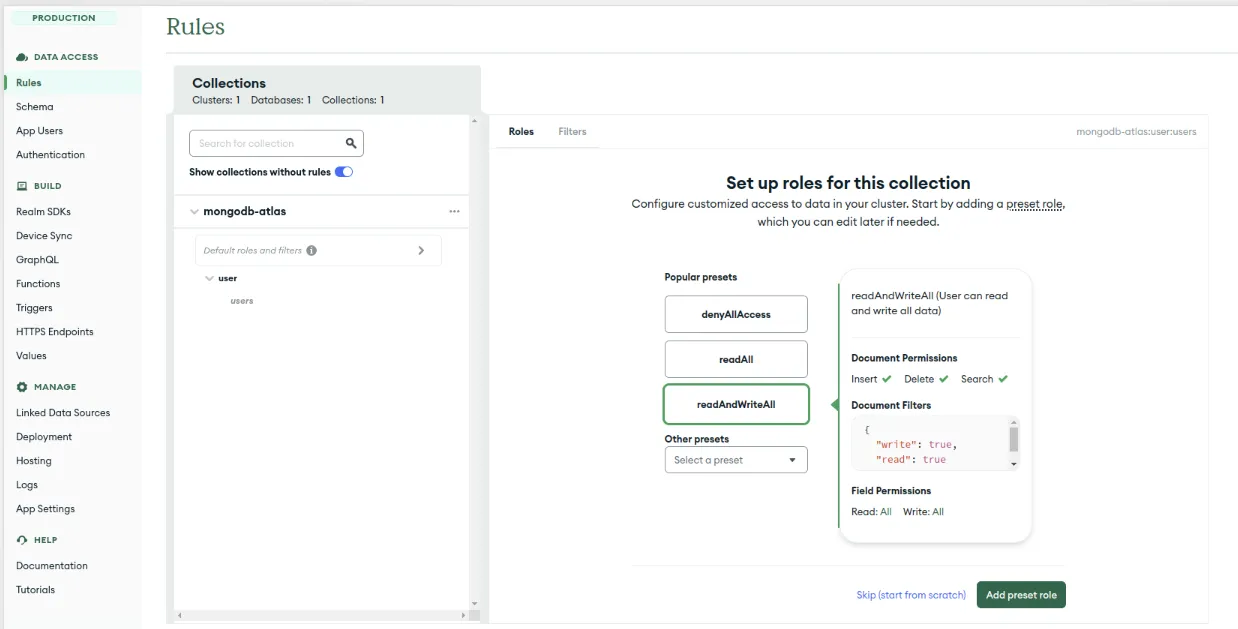 PRODUCTION
DATA ACCESS
Rules
Schema
App Users
Authentication
BUILD
Realm SDKs
Device Sync
GraphQL
Functions
Triggers
HTTPS Endpoints
Values
MANAGE
Linked Data Sources
Deployment
Hosting
Logs
App Settings
HELP
Documentation
Tutorials
Rules
Collections
Clusters: 1 Databases: 1 Collections: 1
Search for collection
Show collections without rules
mongodb-atlas
Default roles and filters
user
users
Roles Filters
mongodb-atlas:user:users
Set up roles for this collection
Configure customized access to data in your cluster. Start by adding a preset role,
which you can edit later if needed.
Popular presets
denyAllAccess
readAll
readAndWriteAll
Other presets
Select a preset
readAndWriteAll (User can read
and write all data)
Document Permissions
Insert ✓ Delete ✓ Search ✓
Document Filters
{
"write": true,
"read": true
Field Permissions
Read: All Write: All
Skip (start from scratch)
Add preset role